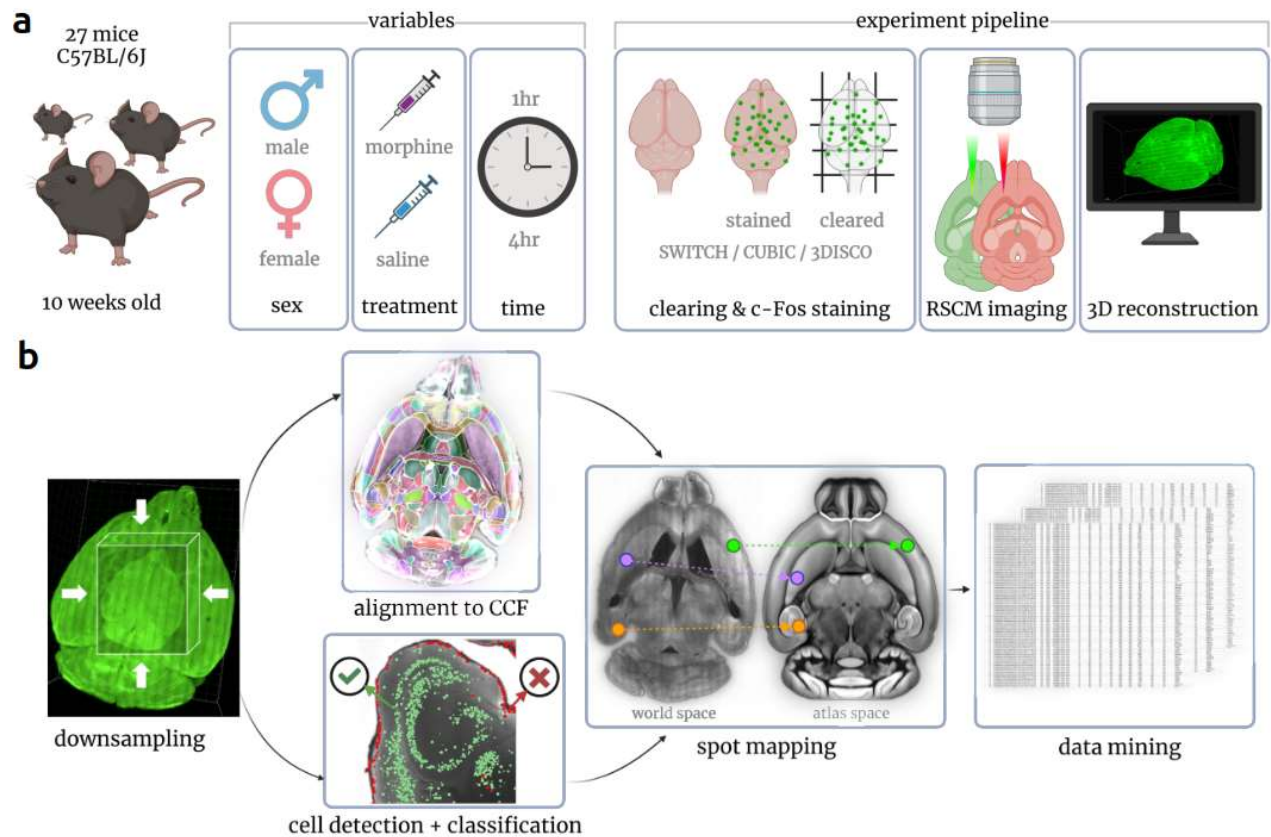 a
27 mice
C57BL/6J
10 weeks old
variables
male
female
sex
morphine
saline
treatment
1hr
4hr
time
experiment pipeline
stained
cleared
SWITCH / CUBIC / 3DISCO
clearing & c-Fos staining
RSCM imaging
3D reconstruction
b
downsampling
alignment to CCF
cell detection + classification
world space
atlas space
spot mapping
data mining